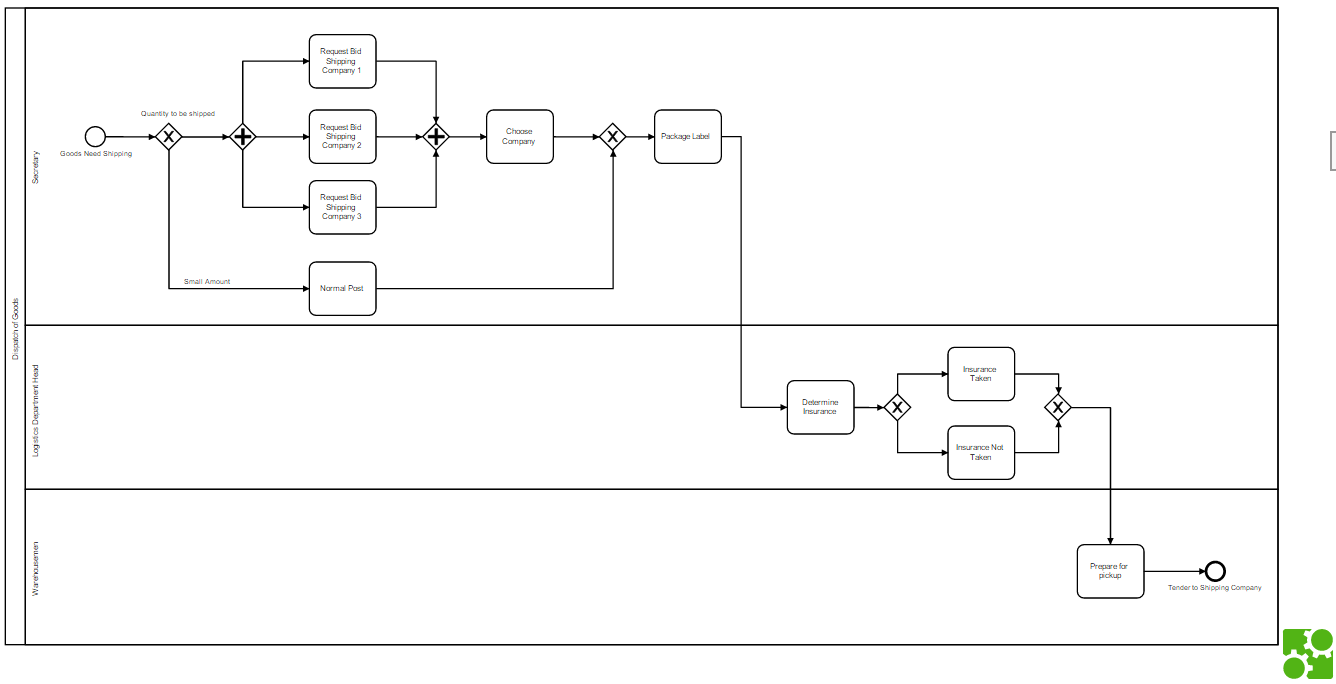 Dispatch of Goods
Secretary
Goods Need Shipping
Quantity to be shipped
Request Bid
Shipping
Company 1
Request Bid
Shipping
Company 2
Request Bid
Shipping
Company 3
Small Amount
Normal Post
Choose
Company
Package Label
Logistics Department Head
Determine
Insurance
Insurance
Taken
Insurance Not
Taken
Warehousemen
Prepare for
pickup
Tender to Shipping Company